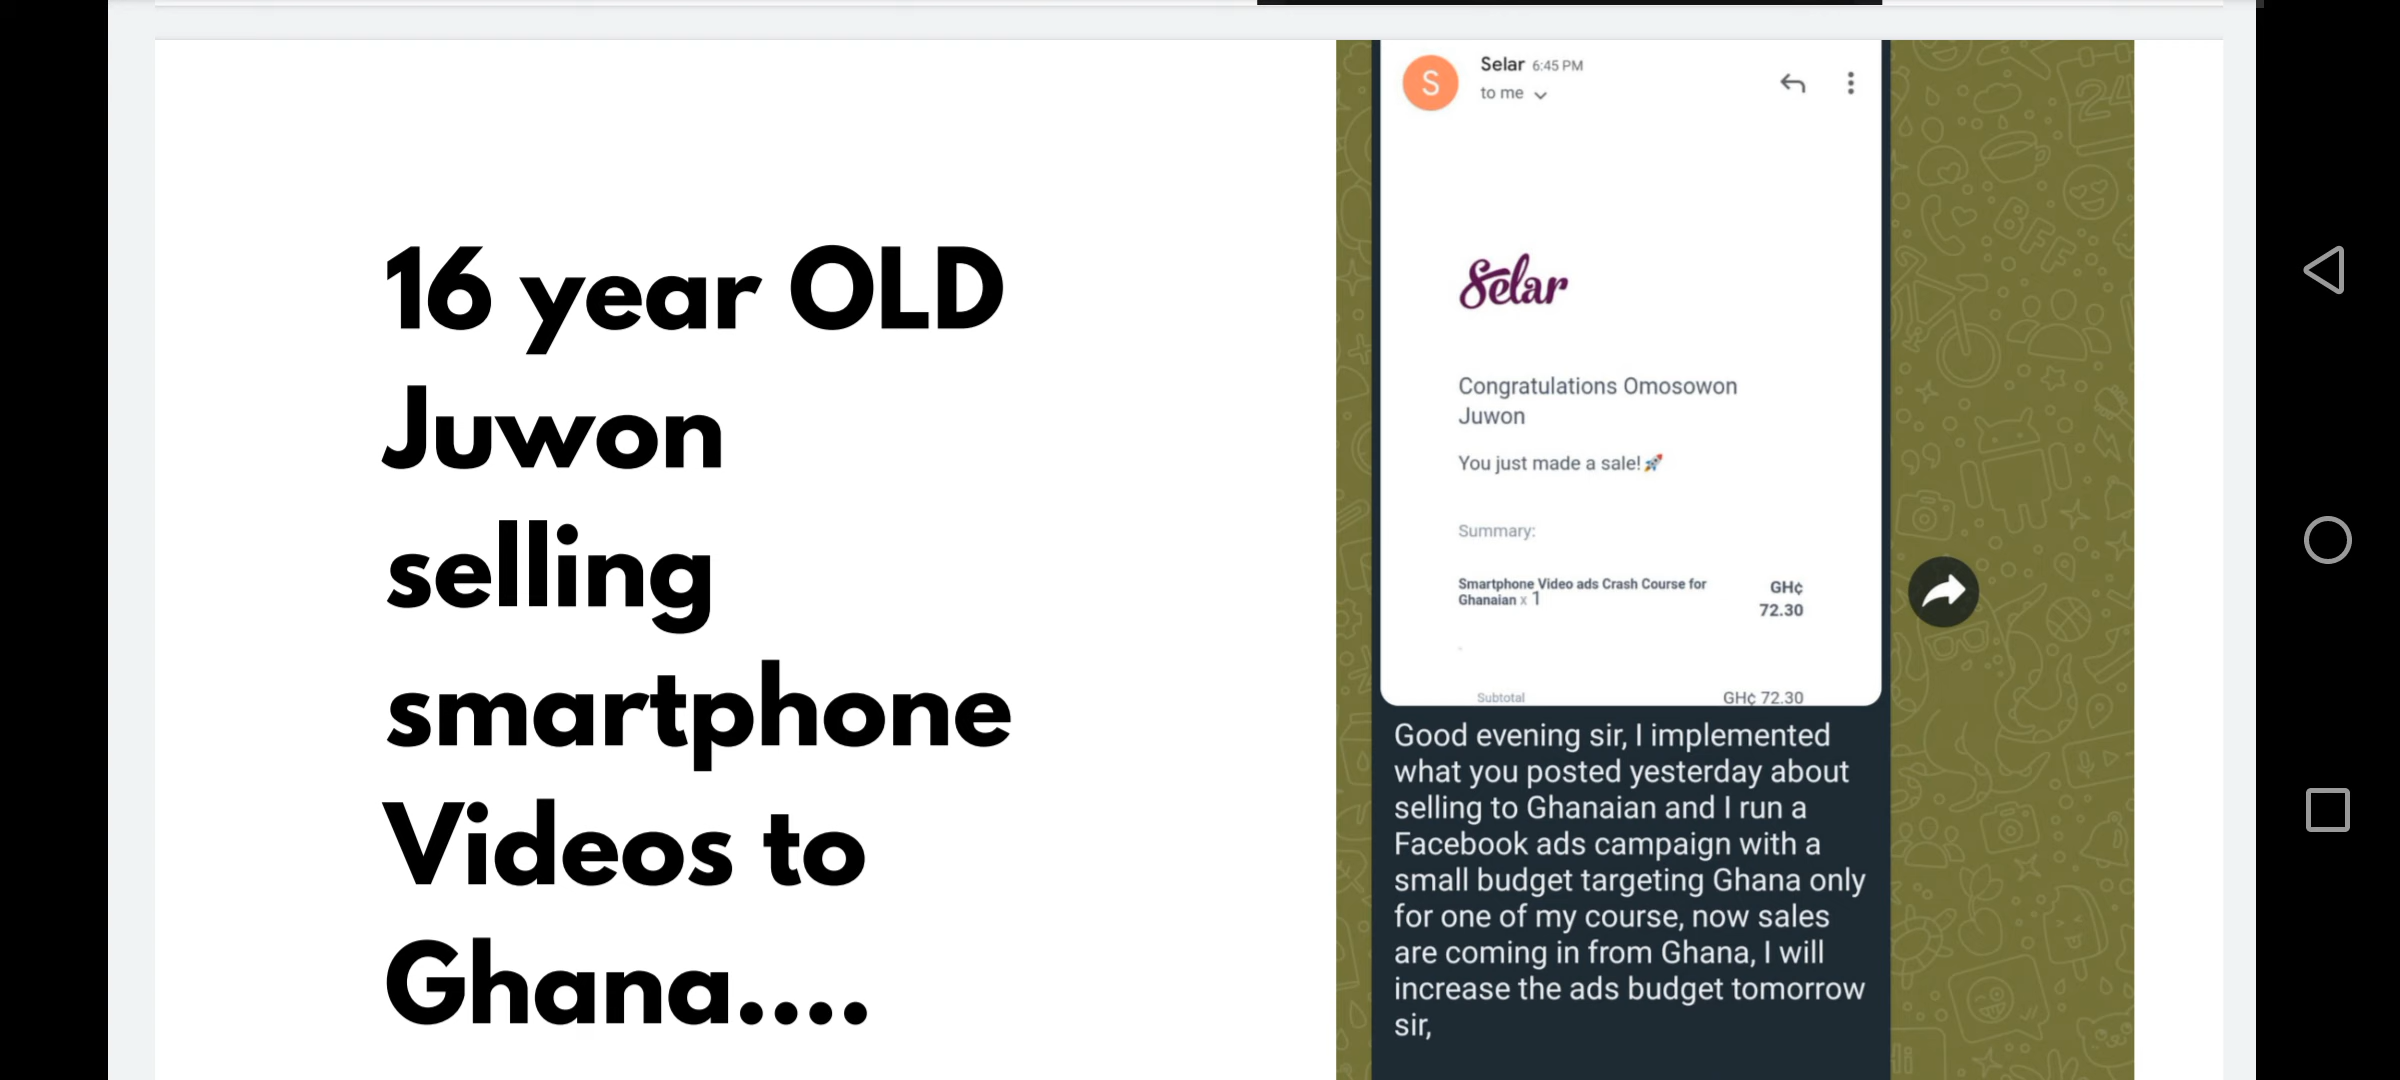 16 year OLD
Juwon
selling
smartphone
Videos to
Ghana....
S
Selar 6:45 PM
to me
Selar
Congratulations Omosowon
Juwon
You just made a sale!🚀
Summary:
Smartphone Video ads Crash Course for
Ghanaian x 1
GH¢
72.30
Subtotal GH¢ 72.30
Good evening sir, I implemented
what you posted yesterday about
selling to Ghanaian and I run a
Facebook ads campaign with a
small budget targeting Ghana only
for one of my course, now sales
are coming in from Ghana, I will
increase the ads budget tomorrow
sir,